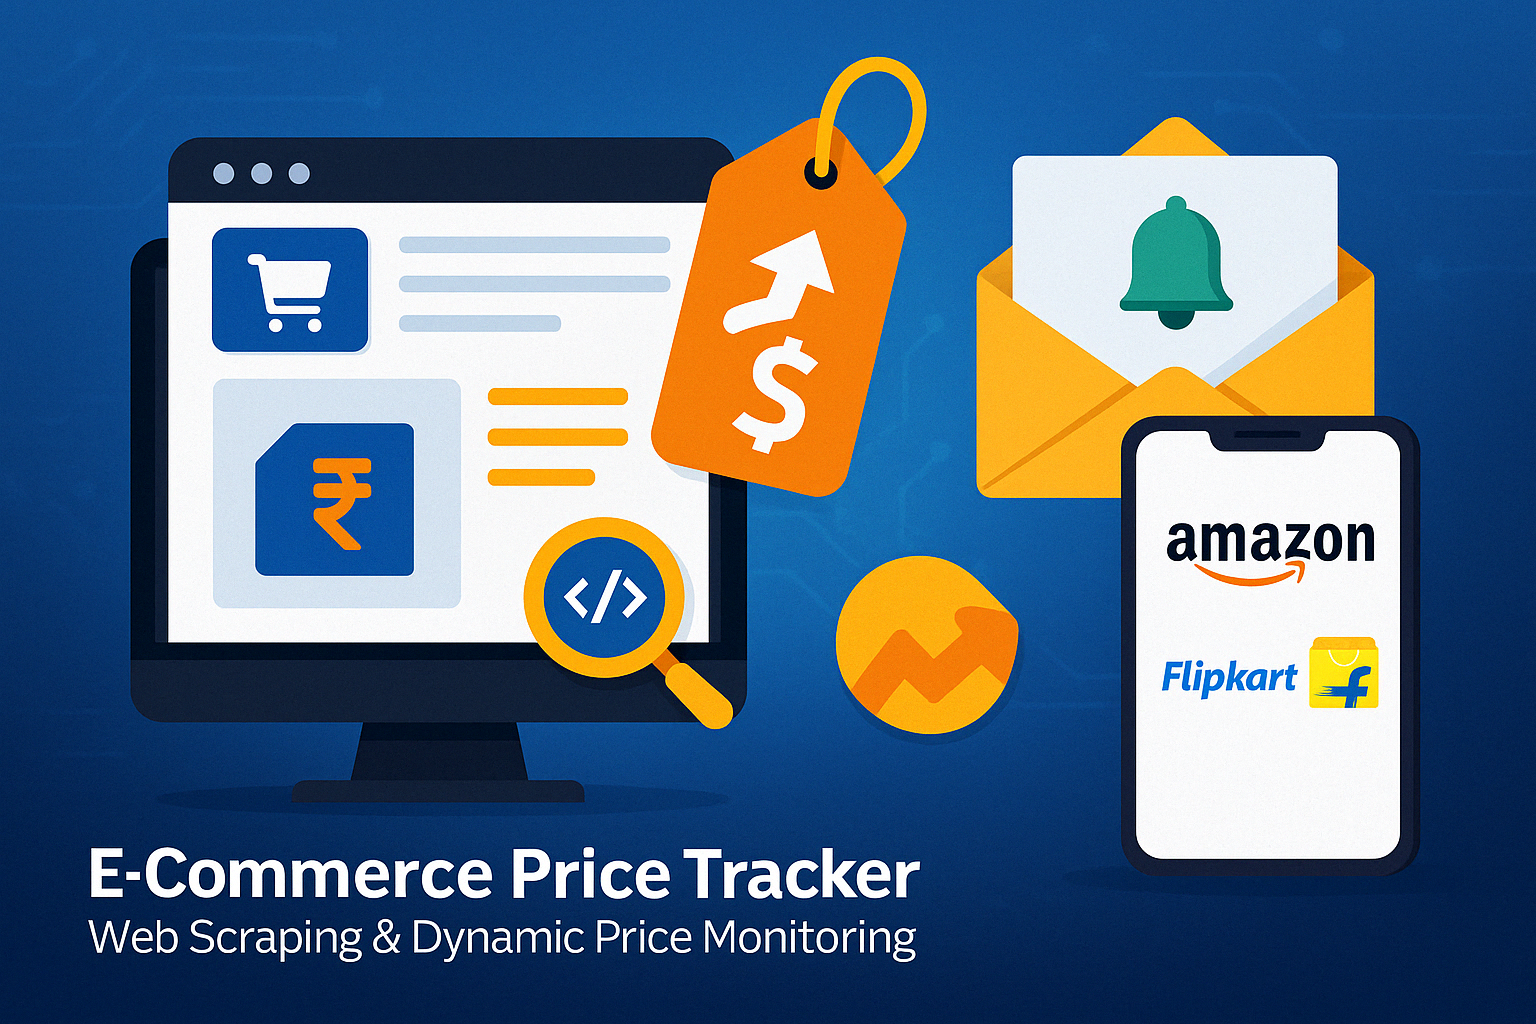 ₹
</>
$
amazon
Flipkart
f
E-Commerce Price Tracker
Web Scraping & Dynamic Price Monitoring